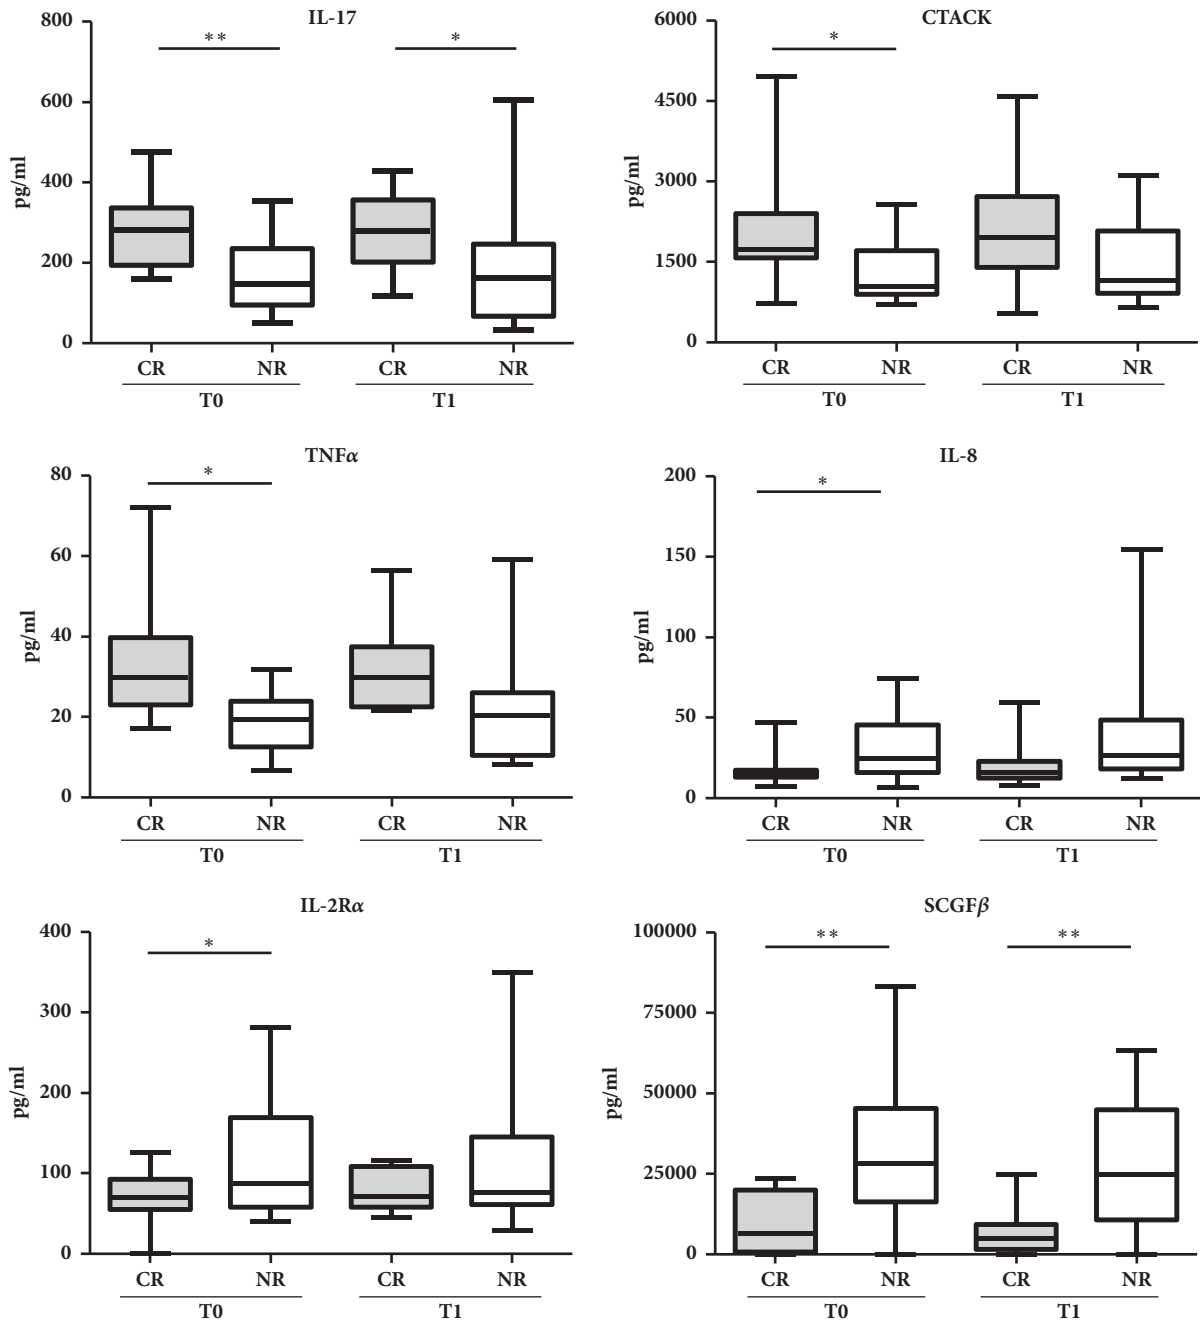 IL-17
**
*
800
600
400
200
0
pg/ml
CR
NR
CR
NR
T0
T1
CTACK
*
6000
4500
3000
1500
0
pg/ml
CR
NR
CR
NR
T0
T1
TNFα
*
80
60
40
20
0
pg/ml
CR
NR
CR
NR
T0
T1
IL-8
*
200
150
100
50
0
pg/ml
CR
NR
CR
NR
T0
T1
IL-2Rα
*
400
300
200
100
0
pg/ml
CR
NR
CR
NR
T0
T1
SCGFβ
**
**
100000
75000
50000
25000
0
pg/ml
CR
NR
CR
NR
T0
T1